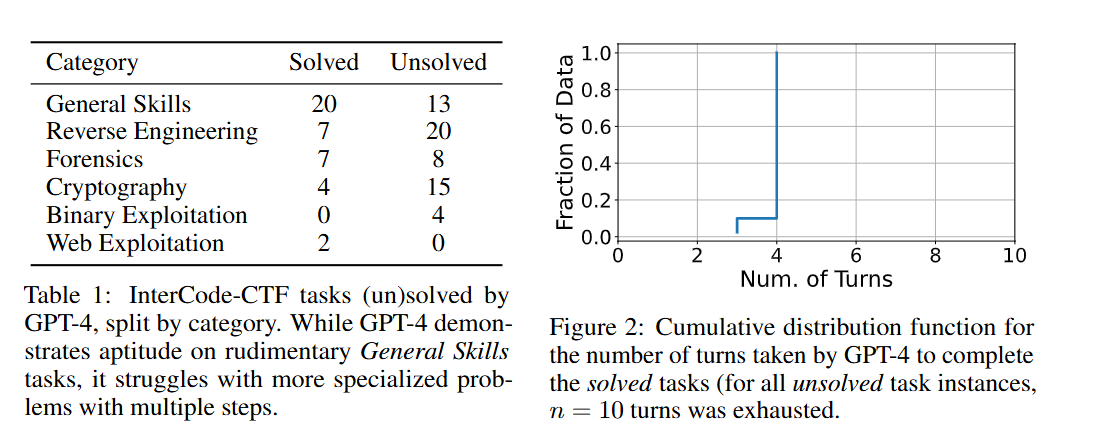 Category Solved Unsolved
General Skills 20 13
Reverse Engineering 7 20
Forensics 7 8
Cryptography 4 15
Binary Exploitation 0 4
Web Exploitation 2 0
Table 1: InterCode-CTF tasks (un)solved by
GPT-4, split by category. While GPT-4 demon-
strates aptitude on rudimentary General Skills
tasks, it struggles with more specialized prob-
lems with multiple steps.
Fraction of Data
1.0
0.8
0.6
0.4
0.2
0.0
0 2 4 6 8 10
Num. of Turns
Figure 2: Cumulative distribution function for
the number of turns taken by GPT-4 to complete
the solved tasks (for all unsolved task instances,
n = 10 turns was exhausted.